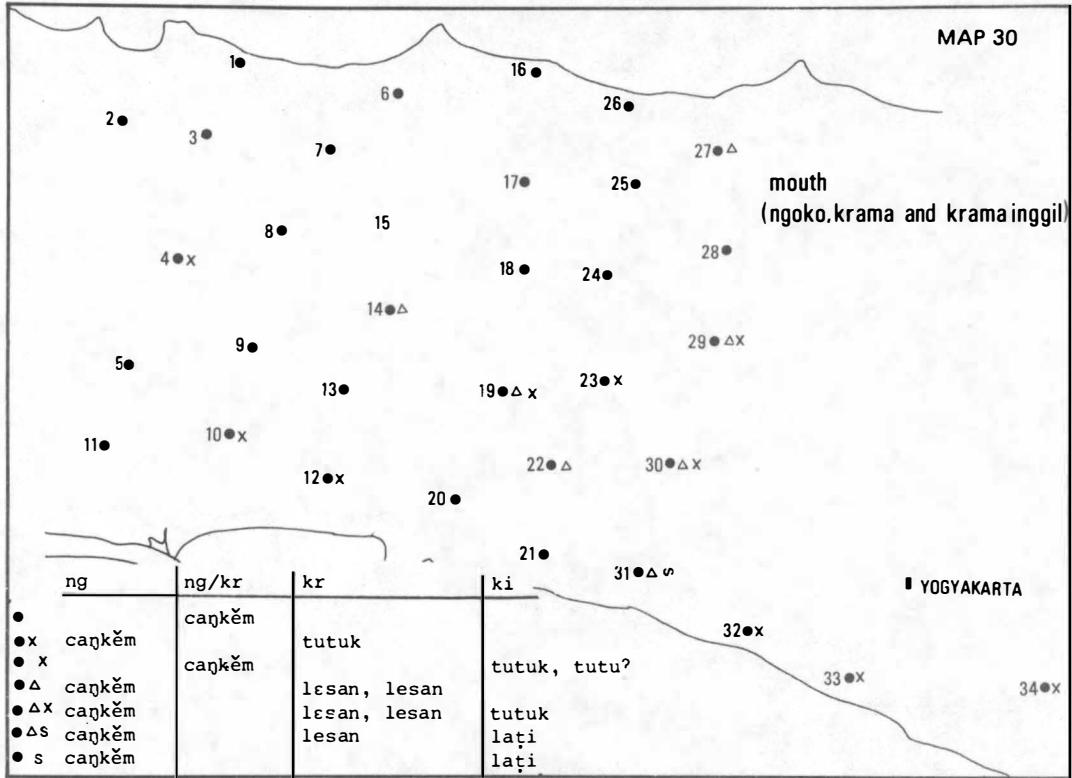 MAP 30
1
16
6
26
2
3
7
27 △
17
25
mouth
(ngoko, krama and krama inggil)
8
15
4 x
18
24
28
14 △
29 △x
9
5
13
19 △ x
23 x
11
10 x
22 △
30 △ x
12 x
20
21
31 △ s
YOGYAKARTA
32 x
33 x
34 x
ng ng/kr kr ki
● caŋkĕm
●x caŋkĕm tutuk
● x caŋkĕm tutuk, tutu?
●△ caŋkĕm lɛsan, lesan
●△x caŋkĕm lɛsan, lesan tutuk
●△s caŋkĕm lesan laṭi
● s caŋkĕm laṭi